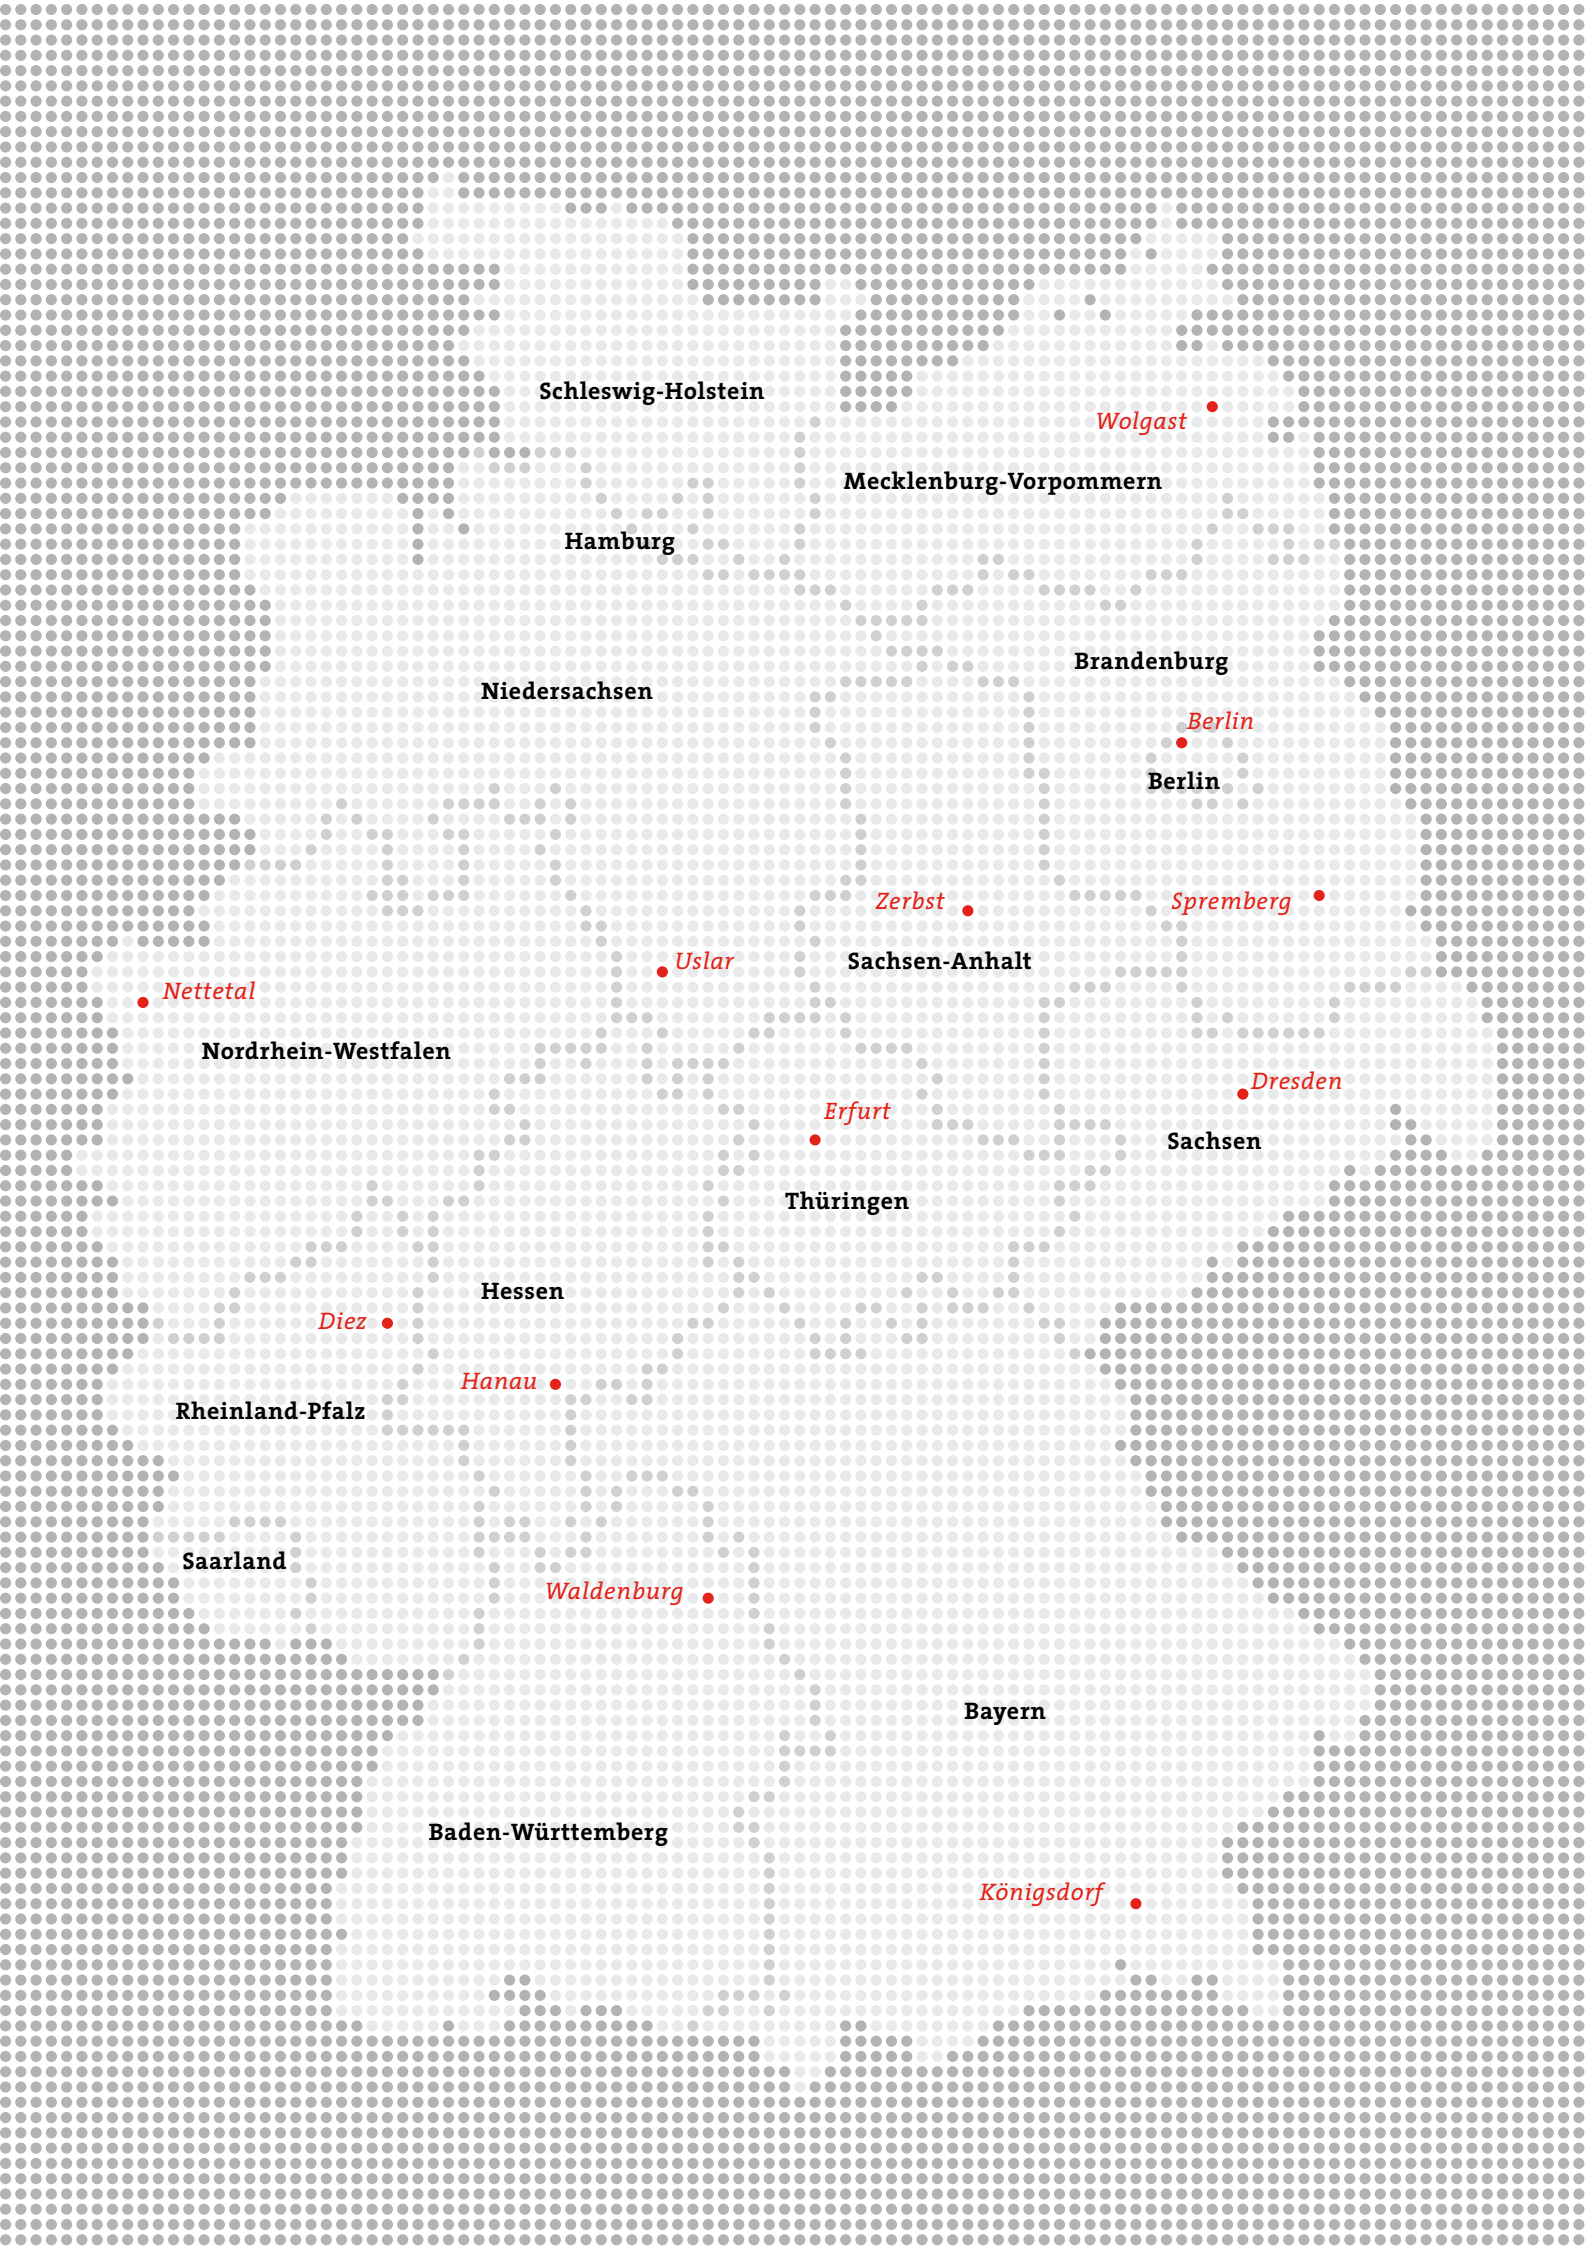 Schleswig-Holstein
Wolgast
Mecklenburg-Vorpommern
Hamburg
Brandenburg
Niedersachsen
Berlin
Berlin
Zerbst
Spremberg
Uslar
Sachsen-Anhalt
Nettetal
Nordrhein-Westfalen
Dresden
Erfurt
Sachsen
Thüringen
Hessen
Diez
Hanau
Rheinland-Pfalz
Saarland
Waldenburg
Bayern
Baden-Württemberg
Königsdorf